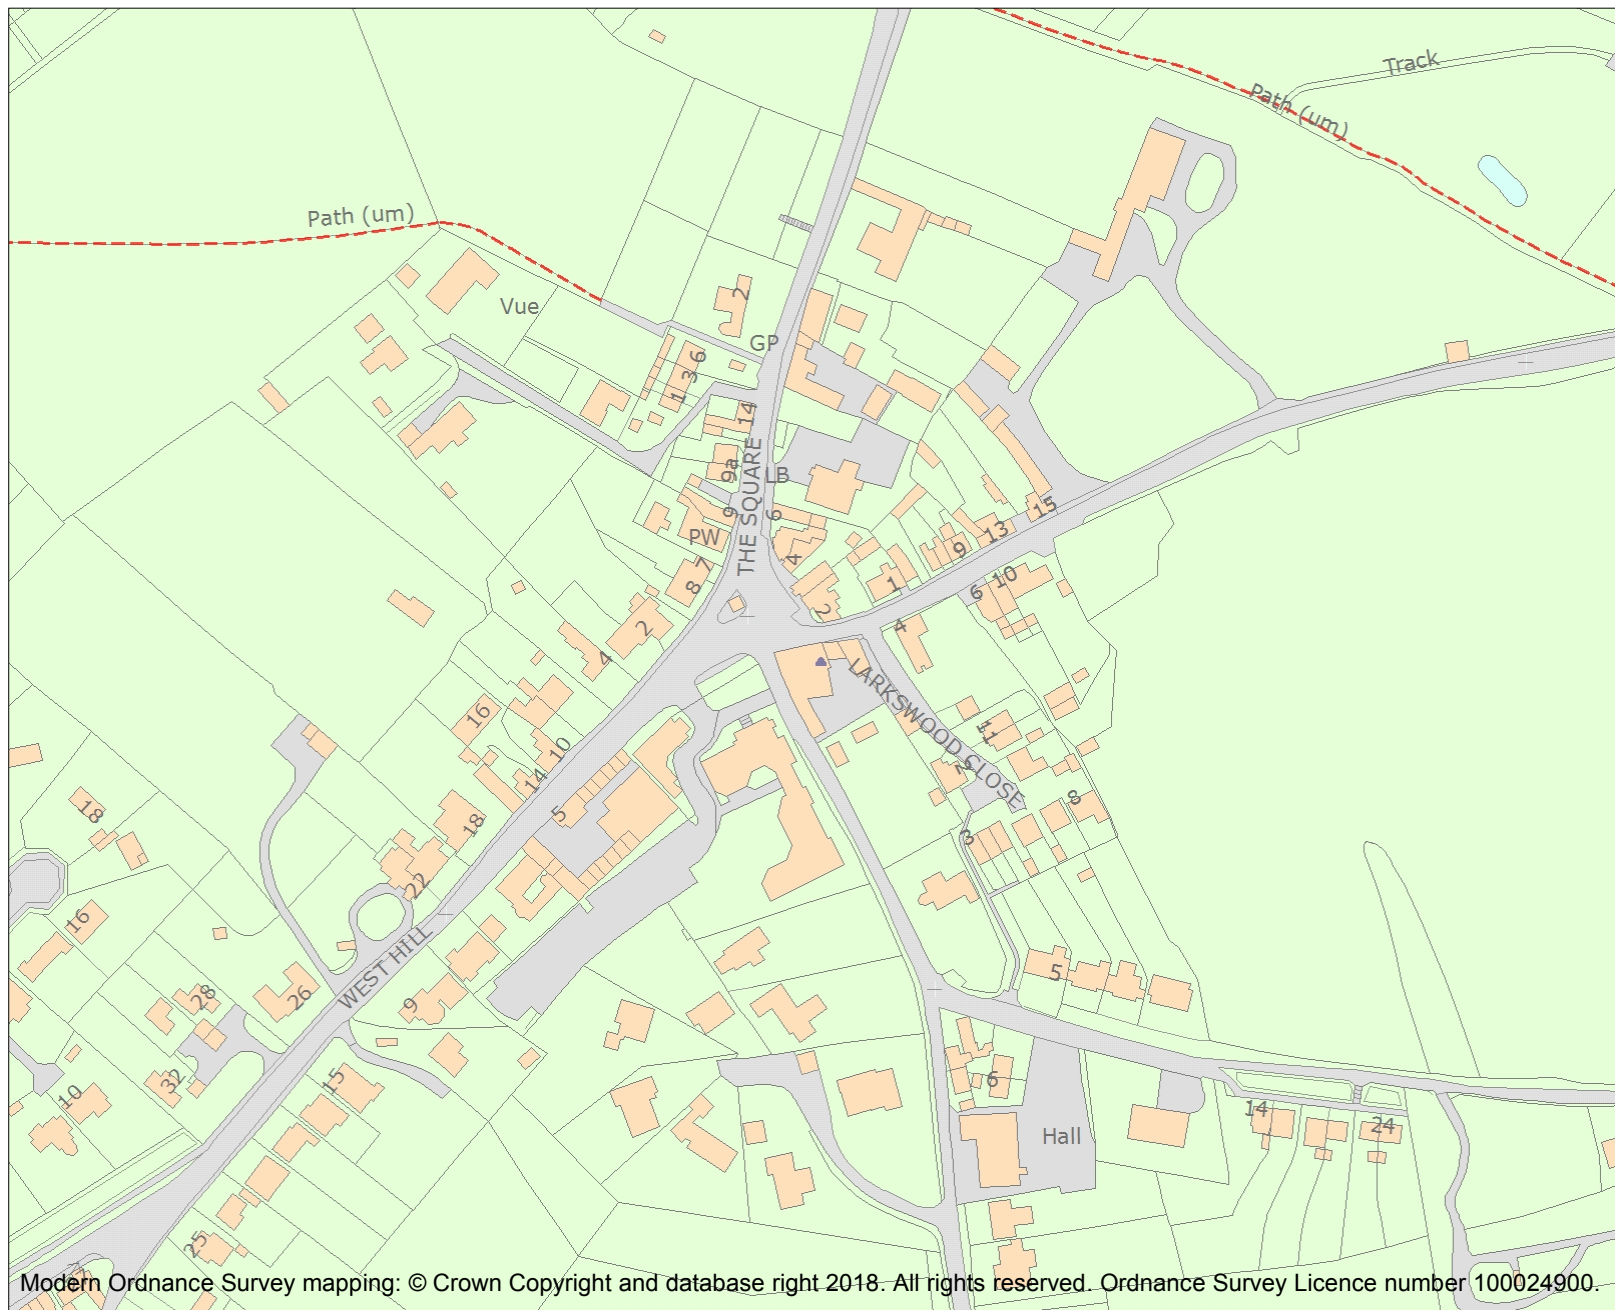 Track
Path (um)
Path (um)
Vue
2
GP
1 3 6
14
THE SQUARE
9a
LB
9
6
PW
4
15
13
9
1
2
10
6
4
8 7
2
4
16
10
14
18
5
22
LARKSWOOD CLOSE
11
2
8
3
5
18
16
WEST HILL
9
28
26
32
10
15
25
6
Hall
14
24
Modern Ordnance Survey mapping: © Crown Copyright and database right 2018. All rights reserved. Ordnance Survey Licence number 100024900.